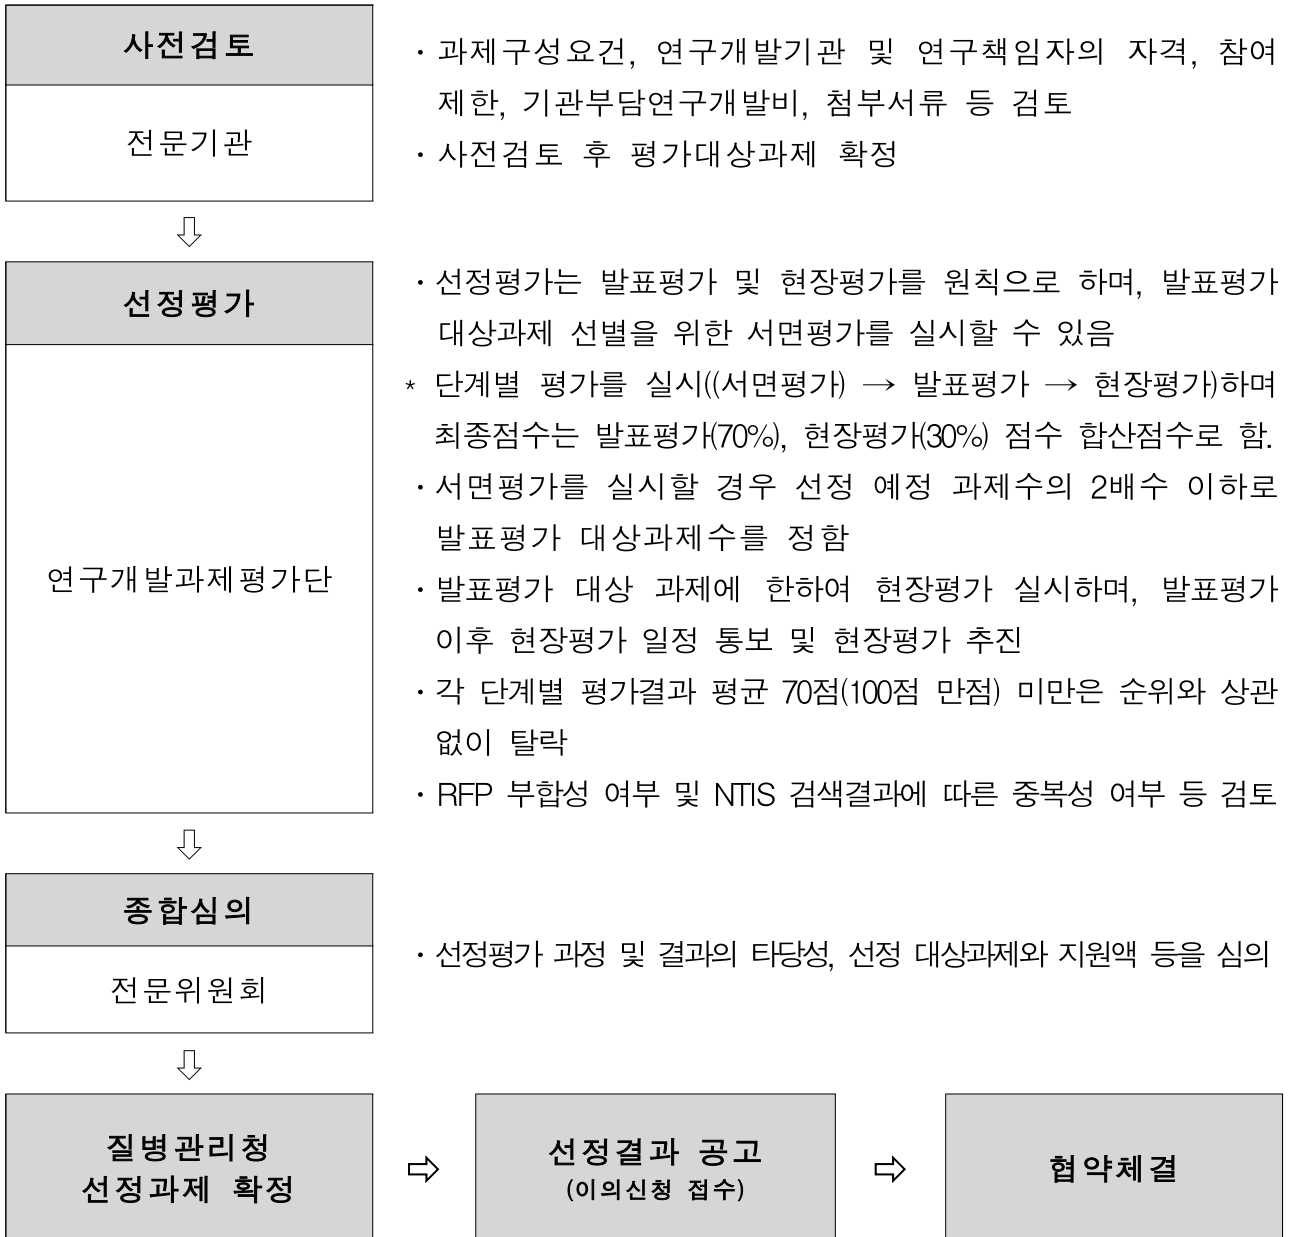 사전검토
전문기관
· 과제구성요건, 연구개발기관 및 연구책임자의 자격, 참여
제한, 기관부담연구개발비, 첨부서류 등 검토
· 사전검토 후 평가대상과제 확정
⇩
선정평가
연구개발과제평가단
· 선정평가는 발표평가 및 현장평가를 원칙으로 하며, 발표평가
대상과제 선별을 위한 서면평가를 실시할 수 있음
* 단계별 평가를 실시((서면평가) → 발표평가 → 현장평가)하며
최종점수는 발표평가(70%), 현장평가(30%) 점수 합산점수로 함.
· 서면평가를 실시할 경우 선정 예정 과제수의 2배수 이하로
발표평가 대상과제수를 정함
· 발표평가 대상 과제에 한하여 현장평가 실시하며, 발표평가
이후 현장평가 일정 통보 및 현장평가 추진
· 각 단계별 평가결과 평균 70점(100점 만점) 미만은 순위와 상관
없이 탈락
· RFP 부합성 여부 및 NTIS 검색결과에 따른 중복성 여부 등 검토
⇩
종합심의
전문위원회
· 선정평가 과정 및 결과의 타당성, 선정 대상과제와 지원액 등을 심의
⇩
질병관리청
선정과제 확정
⇨
선정결과 공고
(이의신청 접수)
⇨
협약체결